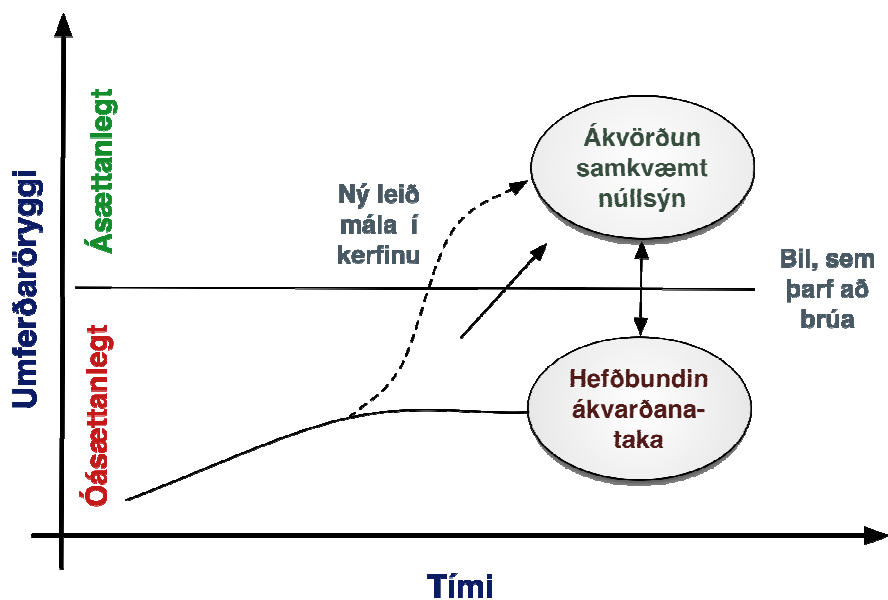 Umferðaröryggi
Ásættanlegt
Óásættanlegt
Ný leið
mála í
kerfinu
Ákvörðun
samkvæmt
núllsýn
Bil, sem
þarf að
brúa
Hefðbundin
ákvarðana-
taka
Tími